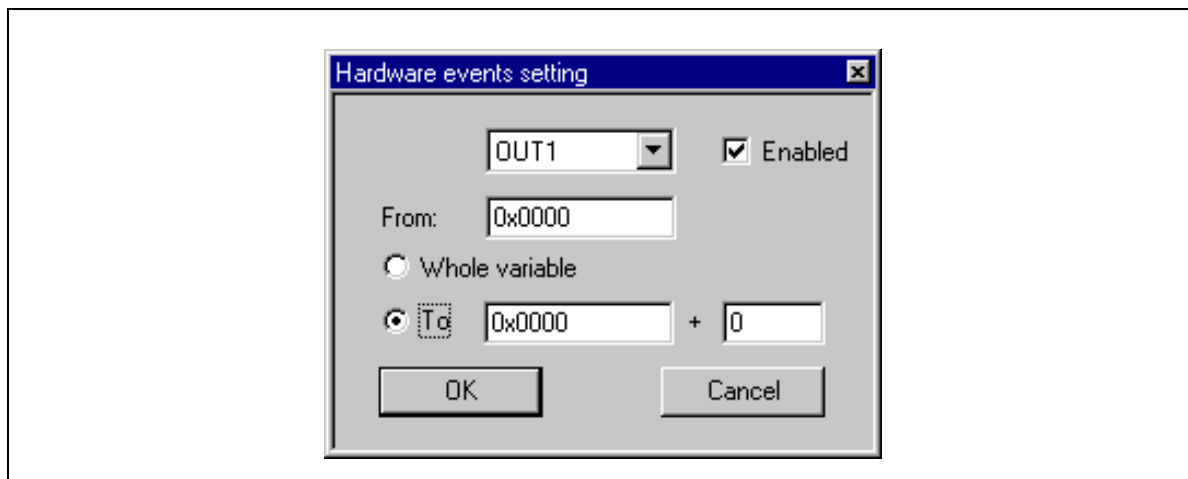 Hardware events setting
OUT1 Enabled
From: 0x0000
Whole variable
To 0x0000 + 0
OK Cancel